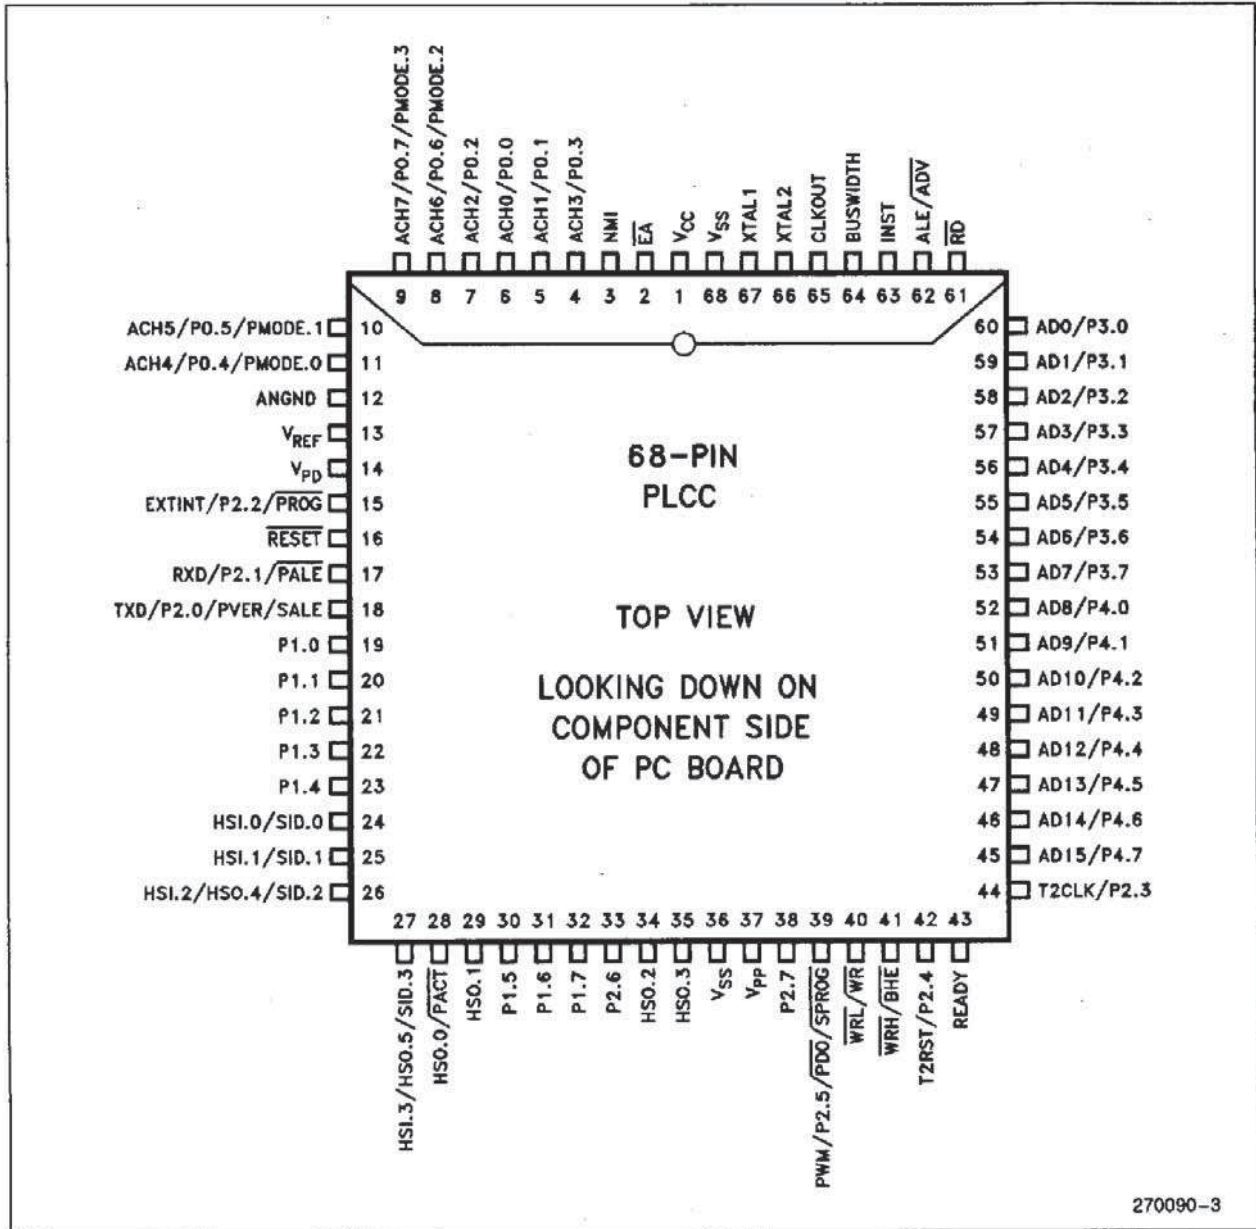 ACH7/P0.7/PMODE.3
ACH6/P0.6/PMODE.2
ACH2/P0.2
ACH0/P0.0
ACH1/P0.1
ACH3/P0.3
NMI
EA
VCC
VSS
XTAL1
XTAL2
CLKOUT
BUSWIDTH
INST
ALE/ADV
RD
9 8 7 6 5 4 3 2 1 68 67 66 65 64 63 62 61
ACH5/P0.5/PMODE.1 10
ACH4/P0.4/PMODE.0 11
ANGND 12
VREF 13
VPD 14
EXTINT/P2.2/PROG 15
RESET 16
RXD/P2.1/PALE 17
TXD/P2.0/PVER/SALE 18
P1.0 19
P1.1 20
P1.2 21
P1.3 22
P1.4 23
HSI.0/SID.0 24
HSI.1/SID.1 25
HSI.2/HSO.4/SID.2 26
68-PIN
PLCC
TOP VIEW
LOOKING DOWN ON
COMPONENT SIDE
OF PC BOARD
60 AD0/P3.0
59 AD1/P3.1
58 AD2/P3.2
57 AD3/P3.3
56 AD4/P3.4
55 AD5/P3.5
54 AD6/P3.6
53 AD7/P3.7
52 AD8/P4.0
51 AD9/P4.1
50 AD10/P4.2
49 AD11/P4.3
48 AD12/P4.4
47 AD13/P4.5
46 AD14/P4.6
45 AD15/P4.7
44 T2CLK/P2.3
27 28 29 30 31 32 33 34 35 36 37 38 39 40 41 42 43
HSI.3/HSO.5/SID.3
HSO.0/PACT
HSO.1
P1.5
P1.6
P1.7
P2.6
HSO.2
HSO.3
VSS
VPP
P2.7
PWM/P2.5/PDO/SPROG
WRL/WR
WRH/BHE
T2RST/P2.4
READY
270090-3